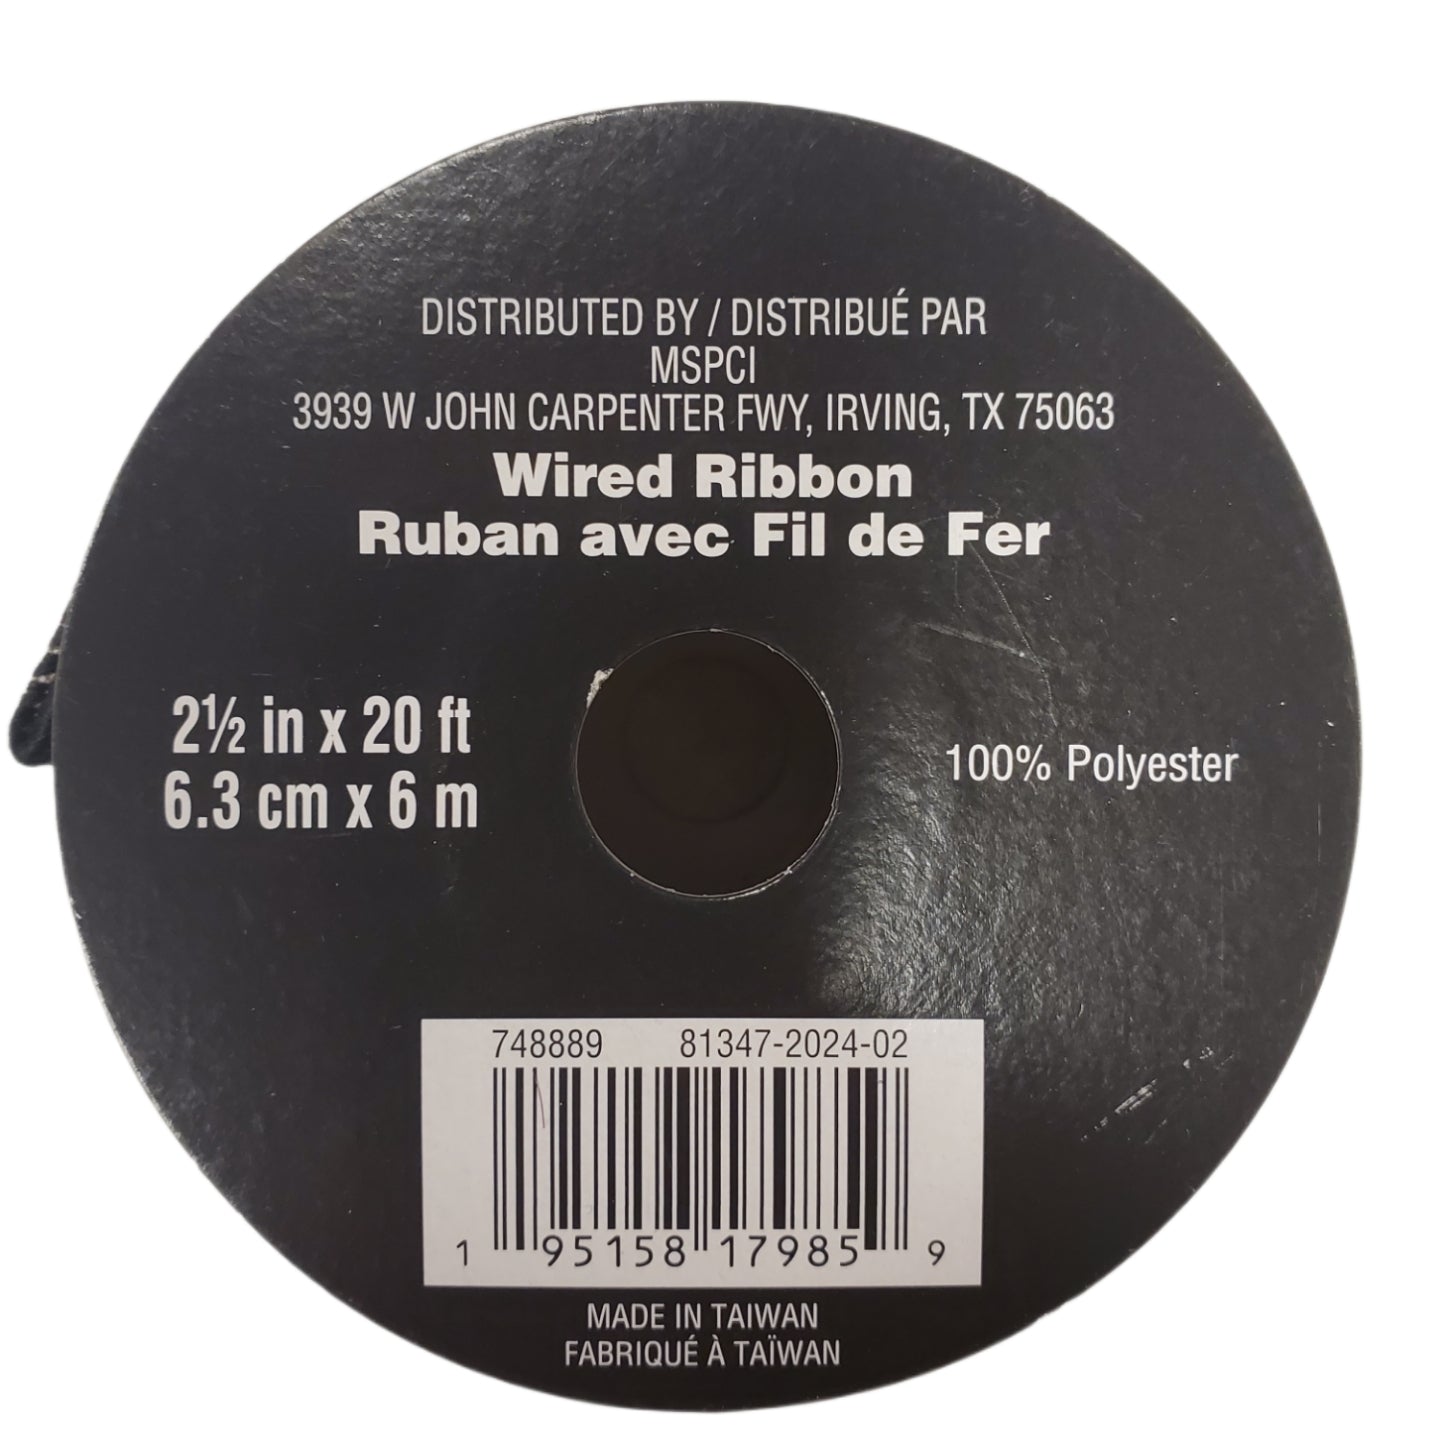 DISTRIBUTED BY / DISTRIBUÉ PAR
MSPCI
3939 W JOHN CARPENTER FWY, IRVING, TX 75063
Wired Ribbon
Ruban avec Fil de Fer
2½ in x 20 ft
6.3 cm x 6 m
100% Polyester
748889 81347-2024-02
1 95158 17985 9
MADE IN TAIWAN
FABRIQUÉ À TAÏWAN